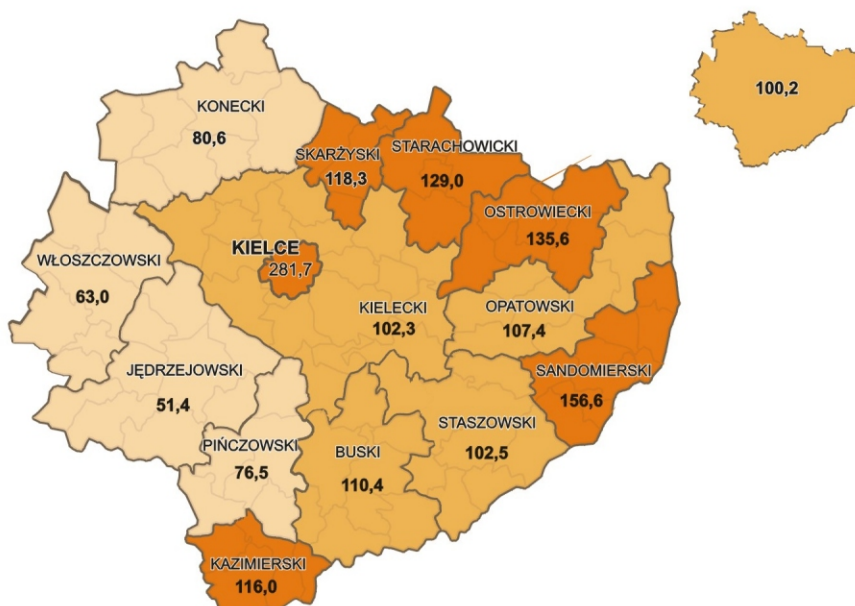 100,2
KONECKI
80,6
SKARŻYSKI
118,3
STARACHOWICKI
129,0
OSTROWIECKI
135,6
KIELCE
281,7
WŁOSZCZOWSKI
63,0
KIELECKI
102,3
OPATOWSKI
107,4
JĘDRZEJOWSKI
51,4
SANDOMIERSKI
156,6
PIŃCZOWSKI
76,5
BUSKI
110,4
STASZOWSKI
102,5
KAZIMIERSKI
116,0